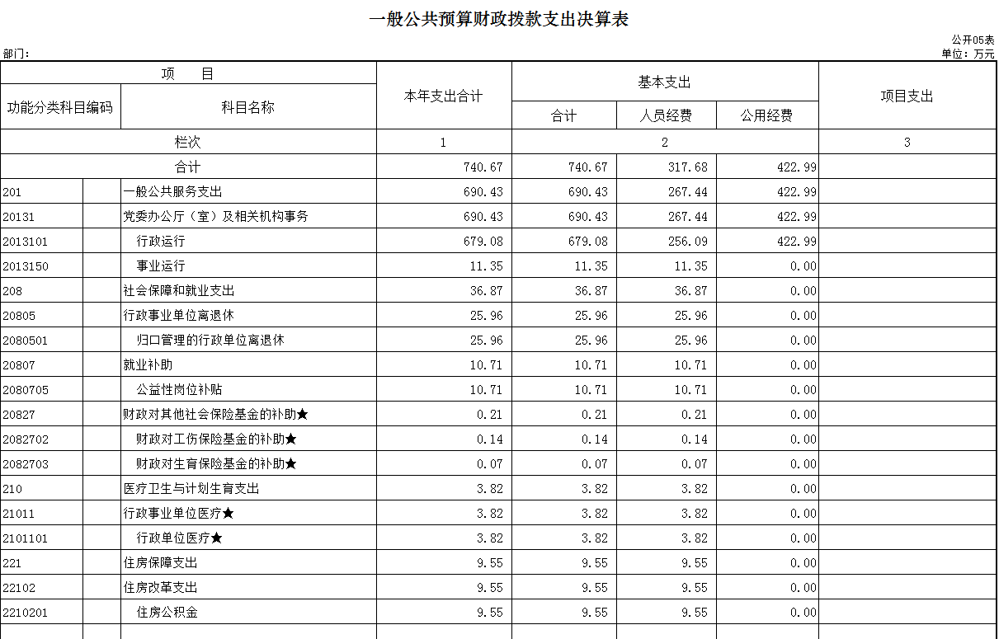 一般公共预算财政拨款支出决算表
公开05表
部门：
单位：万元
项 目
本年支出合计
基本支出
项目支出
功能分类科目编码
科目名称
合计
人员经费
公用经费
栏次 1 2 3
合计 740.67 740.67 317.68 422.99
201 一般公共服务支出 690.43 690.43 267.44 422.99
20131 党委办公厅（室）及相关机构事务 690.43 690.43 267.44 422.99
2013101 行政运行 679.08 679.08 256.09 422.99
2013150 事业运行 11.35 11.35 11.35 0.00
208 社会保障和就业支出 36.87 36.87 36.87 0.00
20805 行政事业单位离退休 25.96 25.96 25.96 0.00
2080501 归口管理的行政单位离退休 25.96 25.96 25.96 0.00
20807 就业补助 10.71 10.71 10.71 0.00
2080705 公益性岗位补贴 10.71 10.71 10.71 0.00
20827 财政对其他社会保险基金的补助★ 0.21 0.21 0.21 0.00
2082702 财政对工伤保险基金的补助★ 0.14 0.14 0.14 0.00
2082703 财政对生育保险基金的补助★ 0.07 0.07 0.07 0.00
210 医疗卫生与计划生育支出 3.82 3.82 3.82 0.00
21011 行政事业单位医疗★ 3.82 3.82 3.82 0.00
2101101 行政单位医疗★ 3.82 3.82 3.82 0.00
221 住房保障支出 9.55 9.55 9.55 0.00
22102 住房改革支出 9.55 9.55 9.55 0.00
2210201 住房公积金 9.55 9.55 9.55 0.00